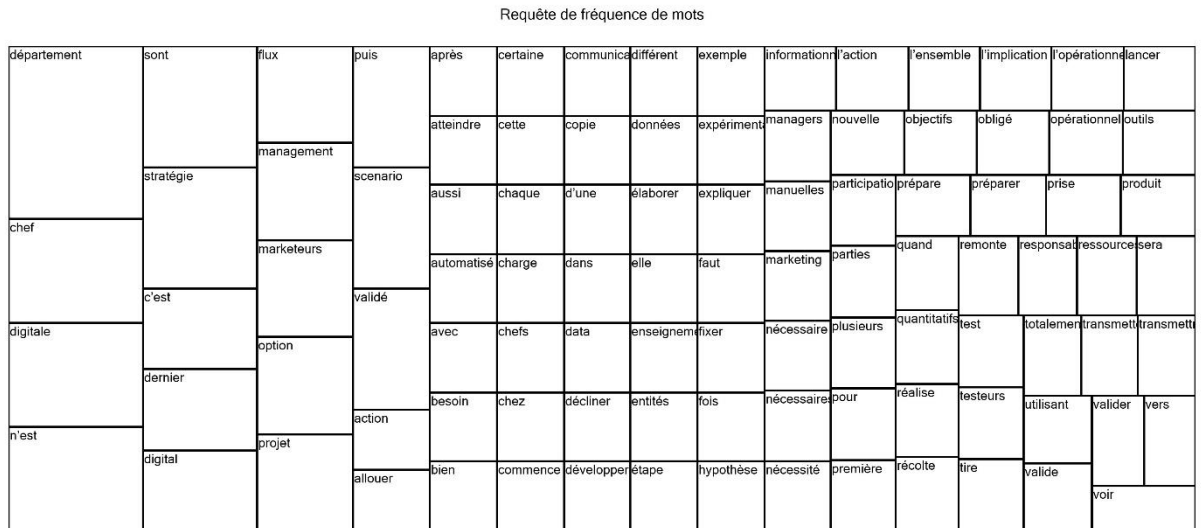 Requête de fréquence de mots
département
chef
digitale
n'est
sont
stratégie
c'est
dernier
digital
flux
management
marketeurs
option
projet
puis
scenario
validé
action
allouer
après
atteindre
aussi
automatisé
avec
besoin
bien
certaine
cette
chaque
charge
chefs
chez
commence
communica
copie
d'une
dans
data
décliner
développer
différent
données
élaborer
elle
enseigneme
entités
étape
exemple
expériment
expliquer
faut
fixer
fois
hypothèse
informationn
managers
manuelles
marketing
nécessaire
nécessaires
nécessité
l'action
l'ensemble
l'implication
l'opérationne
lancer
nouvelle
objectifs
obligé
opérationnel
outils
participatio
parties
plusieurs
pour
première
prépare
préparer
prise
produit
quand
quantitatifs
réalise
récolte
remonte
responsab
ressource
sera
test
testeurs
tire
totalemen
transmett
transmettr
utilisant
valide
valider
vers
voir